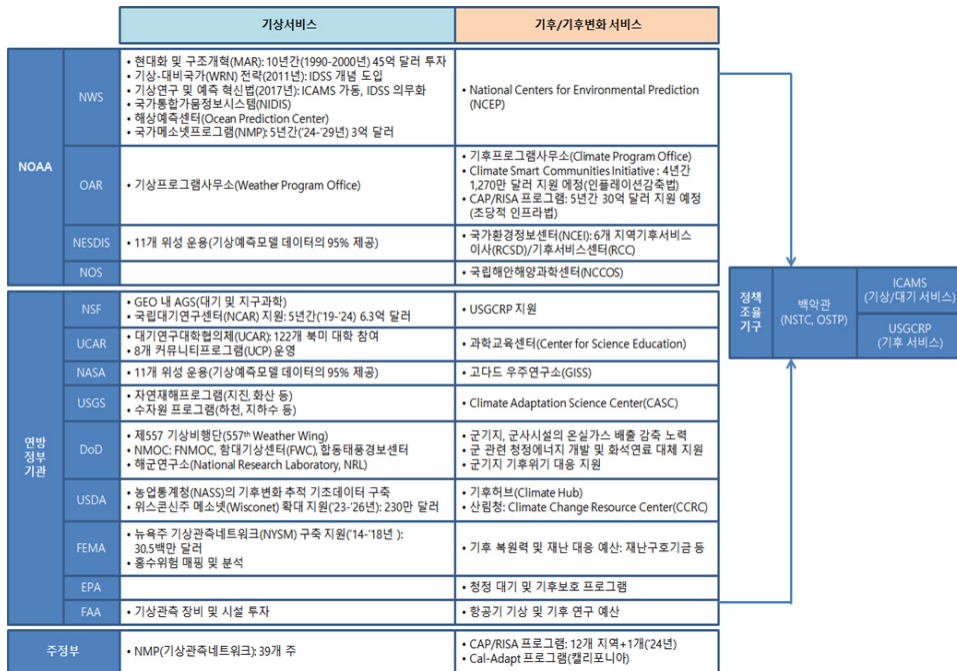 기상서비스
기후/기후변화 서비스
NOAA
NWS
• 현대화 및 구조개혁(MAR): 10년간(1990-2000년) 45억 달러 투자
• 기상-대비국가(WRN) 전략(2011년): IDSS 개념 도입
• 기상연구 및 예측 혁신법(2017년): ICAMS 가동, IDSS 의무화
• 국가통합가뭄정보시스템(NIDIS)
• 해상예측센터(Ocean Prediction Center)
• 국가메소넷프로그램(NMP): 5년간('24-'29년) 3억 달러
• National Centers for Environmental Prediction
(NCEP)
OAR
• 기상프로그램사무소(Weather Program Office)
• 기후프로그램사무소(Climate Program Office)
• Climate Smart Communities Initiative : 4년간
1,270만 달러 지원 예정(인플레이션감축법)
• CAP/RISA 프로그램: 5년간 30억 달러 지원 예정
(초당적 인프라법)
NESDIS
• 11개 위성 운용(기상예측모델 데이터의 95% 제공)
• 국가환경정보센터(NCEI): 6개 지역기후서비스
이사(RCSD)/기후서비스센터(RCC)
NOS
• 국립해안해양과학센터(NCCOS)
연방
정부
기관
NSF
• GEO 내 AGS(대기 및 지구과학)
• 국립대기연구센터(NCAR) 지원: 5년간('19-'24) 6.3억 달러
• USGCRP 지원
UCAR
• 대기연구대학협의체(UCAR): 122개 북미 대학 참여
• 8개 커뮤니티프로그램(UCP) 운영
• 과학교육센터(Center for Science Education)
NASA
• 11개 위성 운용(기상예측모델 데이터의 95% 제공)
• 고다드 우주연구소(GISS)
USGS
• 자연재해프로그램(지진, 화산 등)
• 수자원 프로그램(하천, 지하수 등)
• Climate Adaptation Science Center(CASC)
DoD
• 제557 기상비행단(557th Weather Wing)
• NMOC: FNMOC, 함대기상센터(FWC), 합동태풍경보센터
• 해군연구소(National Research Laboratory, NRL)
• 군기지, 군사시설의 온실가스 배출 감축 노력
• 군 관련 청정에너지 개발 및 화석연료 대체 지원
• 군기지 기후위기 대응 지원
USDA
• 농업통계청(NASS)의 기후변화 추적 기초데이터 구축
• 위스콘신주 메소넷(Wisconet) 확대 지원('23-'26년): 230만 달러
• 기후허브(Climate Hub)
• 산림청: Climate Change Resource Center(CCRC)
FEMA
• 뉴욕주 기상관측네트워크(NYSM) 구축 지원('14-'18년 ):
30.5백만 달러
• 홍수위험 매핑 및 분석
• 기후 복원력 및 재난 대응 예산: 재난구호기금 등
EPA
• 청정 대기 및 기후보호 프로그램
FAA
• 기상관측 장비 및 시설 투자
• 항공기 기상 및 기후 연구 예산
주정부
• NMP(기상관측네트워크): 39개 주
• CAP/RISA 프로그램: 12개 지역+1개('24년)
• Cal-Adapt 프로그램(캘리포니아)
정책
조율
기구
백악관
(NSTC, OSTP)
ICAMS
(기상/대기 서비스)
USGCRP
(기후 서비스)